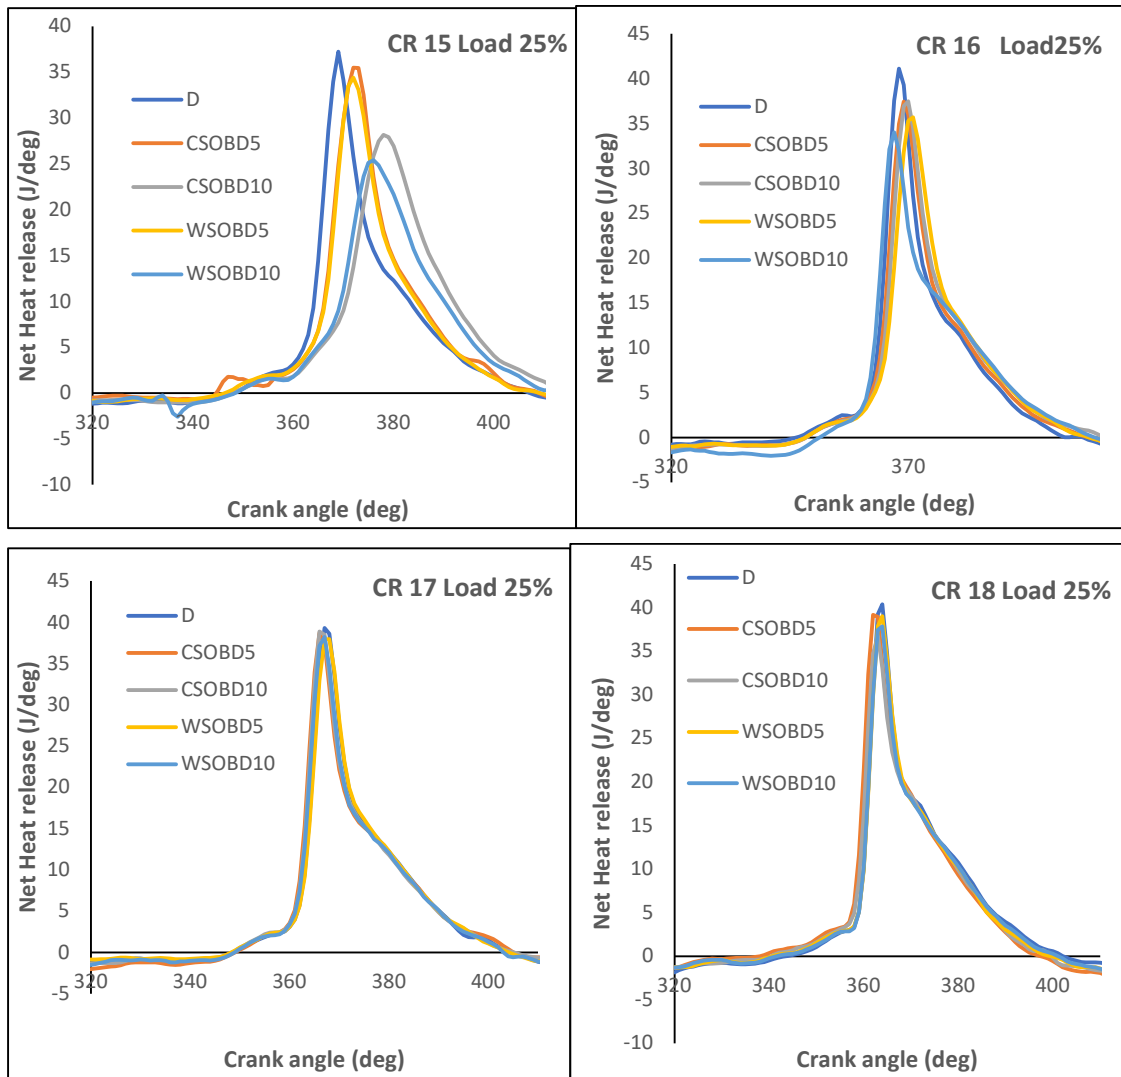 CR 15 Load 25%
Net Heat release (J/deg)
40
35
30
25
20
15
10
5
0
-5
-10
D
CSOBD5
CSOBD10
WSOBD5
WSOBD10
320
340
360
380
400
Crank angle (deg)
CR 16 Load25%
Net Heat release (J/deg)
45
40
35
30
25
20
15
10
5
0
-5
D
CSOBD5
CSOBD10
WSOBD5
WSOBD10
320
370
Crank angle (deg)
CR 17 Load 25%
Net Heat release (J/deg)
45
40
35
30
25
20
15
10
5
0
-5
D
CSOBD5
CSOBD10
WSOBD5
WSOBD10
320
340
360
380
400
Crank angle (deg)
CR 18 Load 25%
Net Heat release (J/deg)
45
40
35
30
25
20
15
10
5
0
-5
-10
D
CSOBD5
CSOBD10
WSOBD5
WSOBD10
320
340
360
380
400
Crank angle (deg)